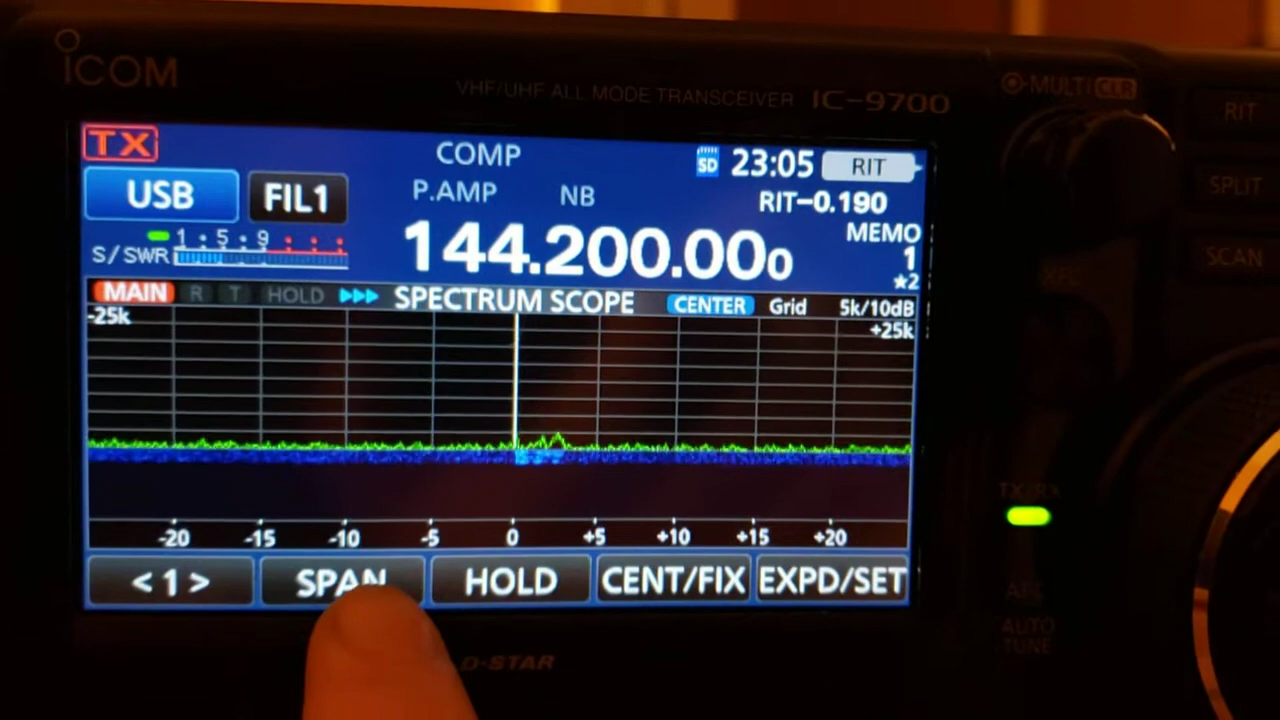 ICOM
VHF/UHF ALL MODE TRANSCEIVER IC-9700
MULTI CLR
TX COMP SD 23:05 RIT
USB FIL1 P.AMP NB RIT-0.190
S/SWR 1 • 5 • 9 144.200.000 MEMO
1
★2
MAIN R T HOLD SPECTRUM SCOPE CENTER Grid 5k/10dB
-25k +25k
-20 -15 -10 -5 0 +5 +10 +15 +20
<1> SPAN HOLD CENT/FIX EXPD/SET
D-STAR
RIT
SPLIT
SCAN
TX/RX
AFC
AUTO
TUNE